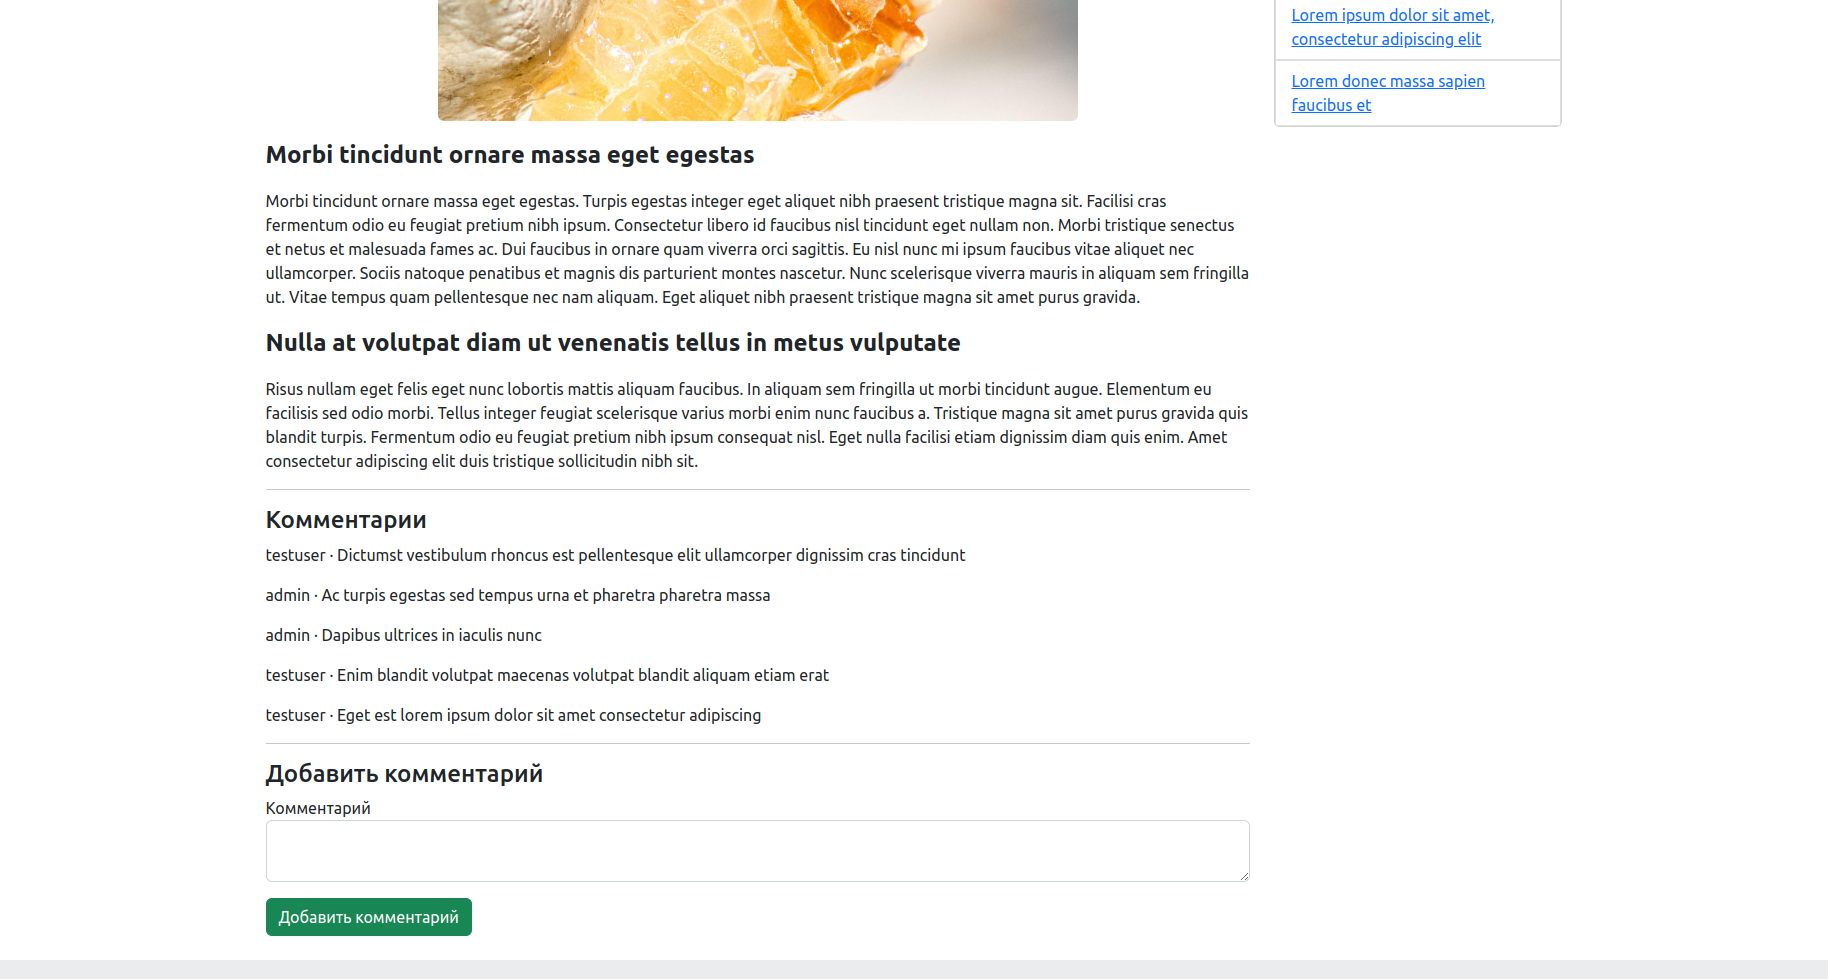 Lorem ipsum dolor sit amet,
consectetur adipiscing elit
Lorem donec massa sapien
faucibus et
Morbi tincidunt ornare massa eget egestas
Morbi tincidunt ornare massa eget egestas. Turpis egestas integer eget aliquet nibh praesent tristique magna sit. Facilisi cras
fermentum odio eu feugiat pretium nibh ipsum. Consectetur libero id faucibus nisl tincidunt eget nullam non. Morbi tristique senectus
et netus et malesuada fames ac. Dui faucibus in ornare quam viverra orci sagittis. Eu nisl nunc mi ipsum faucibus vitae aliquet nec
ullamcorper. Sociis natoque penatibus et magnis dis parturient montes nascetur. Nunc scelerisque viverra mauris in aliquam sem fringilla
ut. Vitae tempus quam pellentesque nec nam aliquam. Eget aliquet nibh praesent tristique magna sit amet purus gravida.
Nulla at volutpat diam ut venenatis tellus in metus vulputate
Risus nullam eget felis eget nunc lobortis mattis aliquam faucibus. In aliquam sem fringilla ut morbi tincidunt augue. Elementum eu
facilisis sed odio morbi. Tellus integer feugiat scelerisque varius morbi enim nunc faucibus a. Tristique magna sit amet purus gravida quis
blandit turpis. Fermentum odio eu feugiat pretium nibh ipsum consequat nisl. Eget nulla facilisi etiam dignissim diam quis enim. Amet
consectetur adipiscing elit duis tristique sollicitudin nibh sit.
Комментарии
testuser · Dictumst vestibulum rhoncus est pellentesque elit ullamcorper dignissim cras tincidunt
admin · Ac turpis egestas sed tempus urna et pharetra pharetra massa
admin · Dapibus ultrices in iaculis nunc
testuser · Enim blandit volutpat maecenas volutpat blandit aliquam etiam erat
testuser · Eget est lorem ipsum dolor sit amet consectetur adipiscing
Добавить комментарий
Комментарий
Добавить комментарий